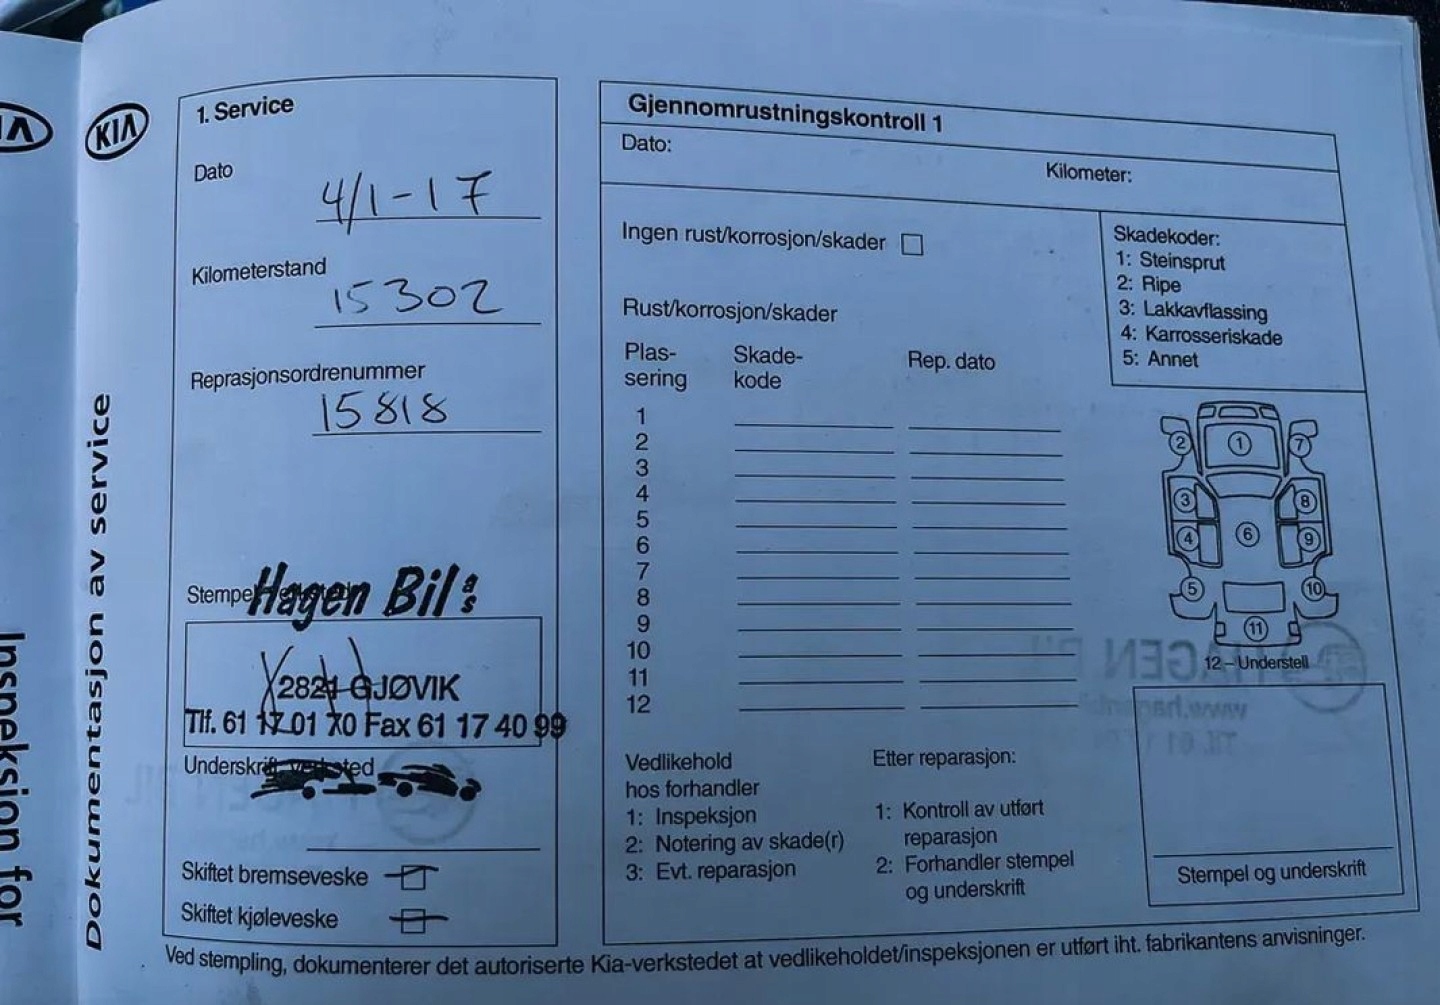 KIA
Inspeksjon for
Dokumentasjon av service
1. Service
Dato
4/1-17
Kilometerstand
15302
Reprasjonsordrenummer
15818
Stempel
Hagen Bil as
2821 GJØVIK
Tlf. 61 17 01 70 Fax 61 17 40 99
Underskrift verksted
Skiftet bremseveske
Skiftet kjøleveske
Gjennomrustningskontroll 1
Dato:
Kilometer:
Ingen rust/korrosjon/skader
Skadekoder:
1: Steinsprut
2: Ripe
3: Lakkavflassing
4: Karrosseriskade
5: Annet
Rust/korrosjon/skader
Plas-
sering
Skade-
kode
Rep. dato
1
2
3
4
5
6
7
8
9
10
11
12
1
2
3
4
5
6
7
8
9
10
11
12 – Understell
Vedlikehold
hos forhandler
1: Inspeksjon
2: Notering av skade(r)
3: Evt. reparasjon
Etter reparasjon:
1: Kontroll av utført
reparasjon
2: Forhandler stempel
og underskrift
Stempel og underskrift
Ved stempling, dokumenterer det autoriserte Kia-verkstedet at vedlikeholdet/inspeksjonen er utført iht. fabrikantens anvisninger.